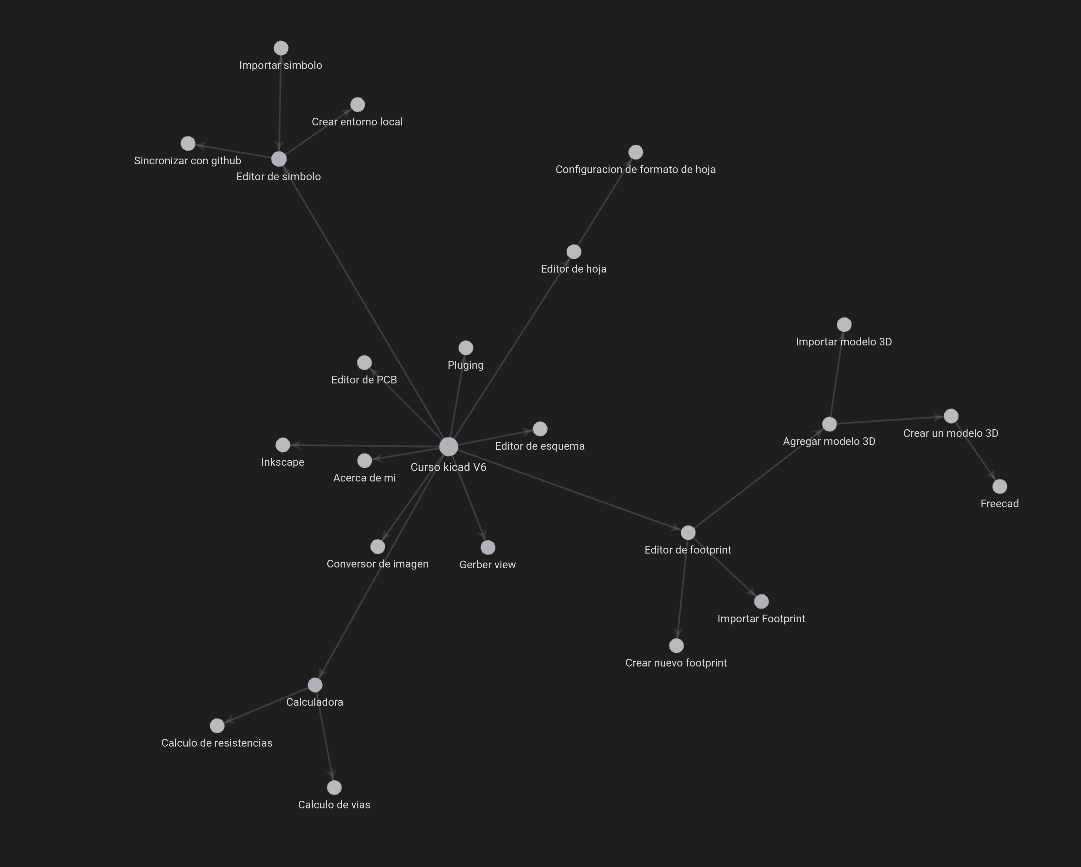 Importar simbolo
Crear entorno local
Sincronizar con github
Editor de simbolo
Configuracion de formato de hoja
Editor de hoja
Importar modelo 3D
Pluging
Editor de PCB
Crear un modelo 3D
Agregar modelo 3D
Editor de esquema
Inkscape
Curso kicad V6
Acerca de mi
Freecad
Editor de footprint
Conversor de imagen
Gerber view
Importar Footprint
Crear nuevo footprint
Calculadora
Calculo de resistencias
Calculo de vias